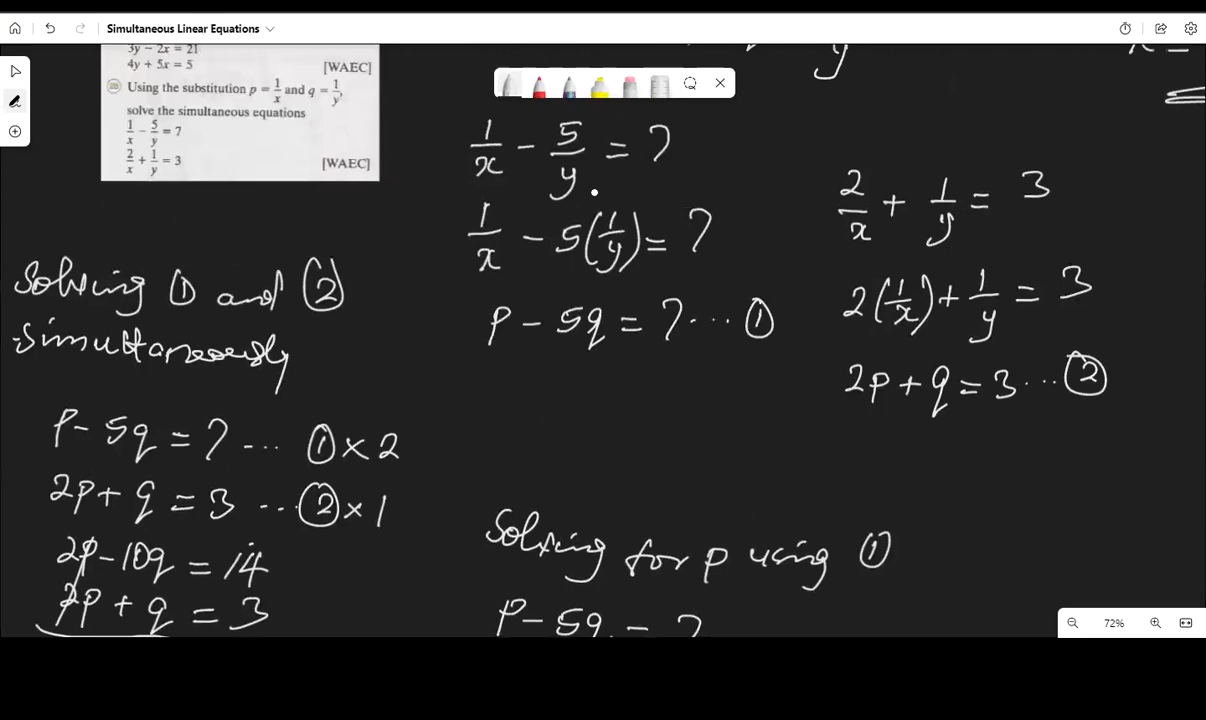 Simultaneous Linear Equations
3y − 2x = 21
4y + 5x = 5 [WAEC]
20 Using the substitution p = 1/x and q = 1/y,
solve the simultaneous equations
1/x − 5/y = 7
2/x + 1/y = 3 [WAEC]
y
x =
1/x − 5/y = 7
1/x − 5(1/y) = 7
p − 5q = 7 ... ①
2/x + 1/y = 3
2(1/x) + 1/y = 3
2p + q = 3 ... ②
Solving ① and ②
simultaneously
p − 5q = 7 ... ① × 2
2p + q = 3 ... ② × 1
2p − 10q = 14
2p + q = 3
Solving for p using ①
p − 5q = 7
72%